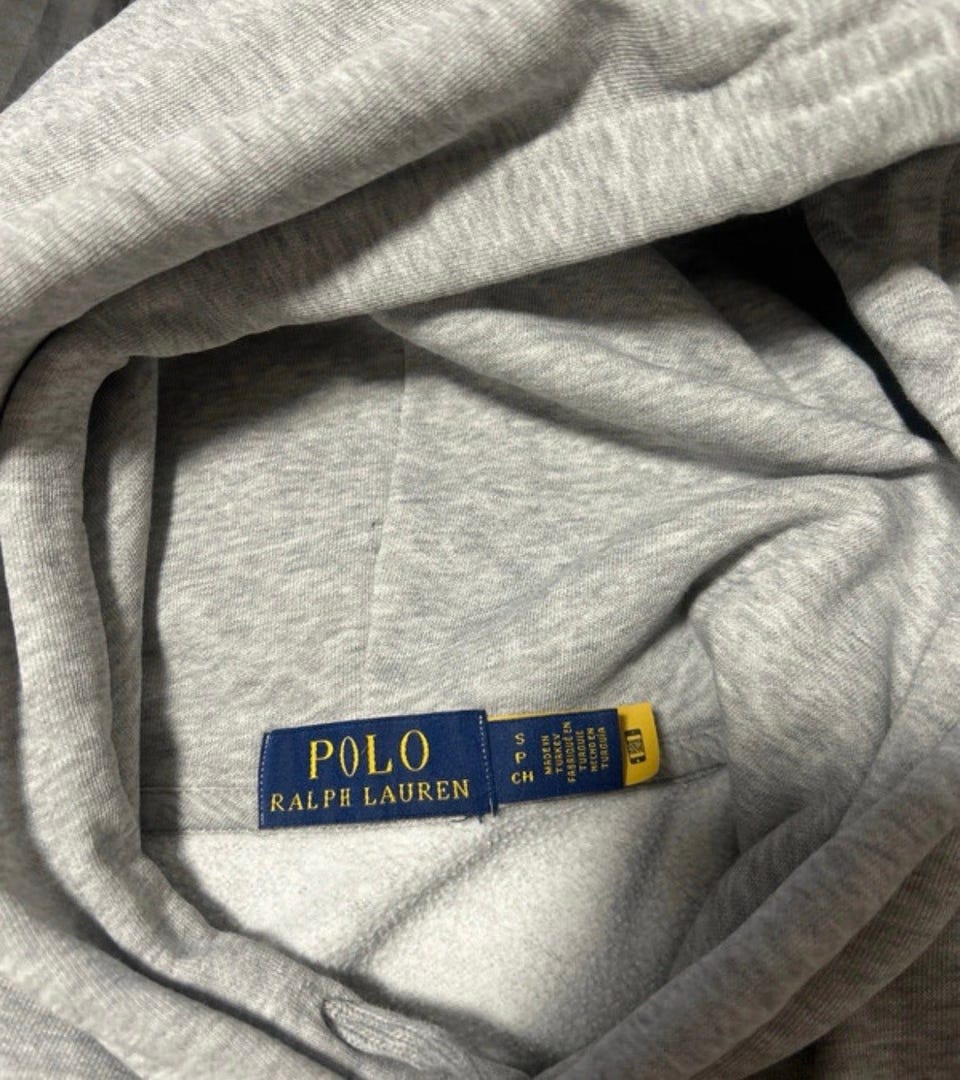 POLO
RALPH LAUREN
S
P
CH
MADE IN
TURKEY
FABRIQUÉ EN
TURQUIE
HECHO EN
TURQUÍA